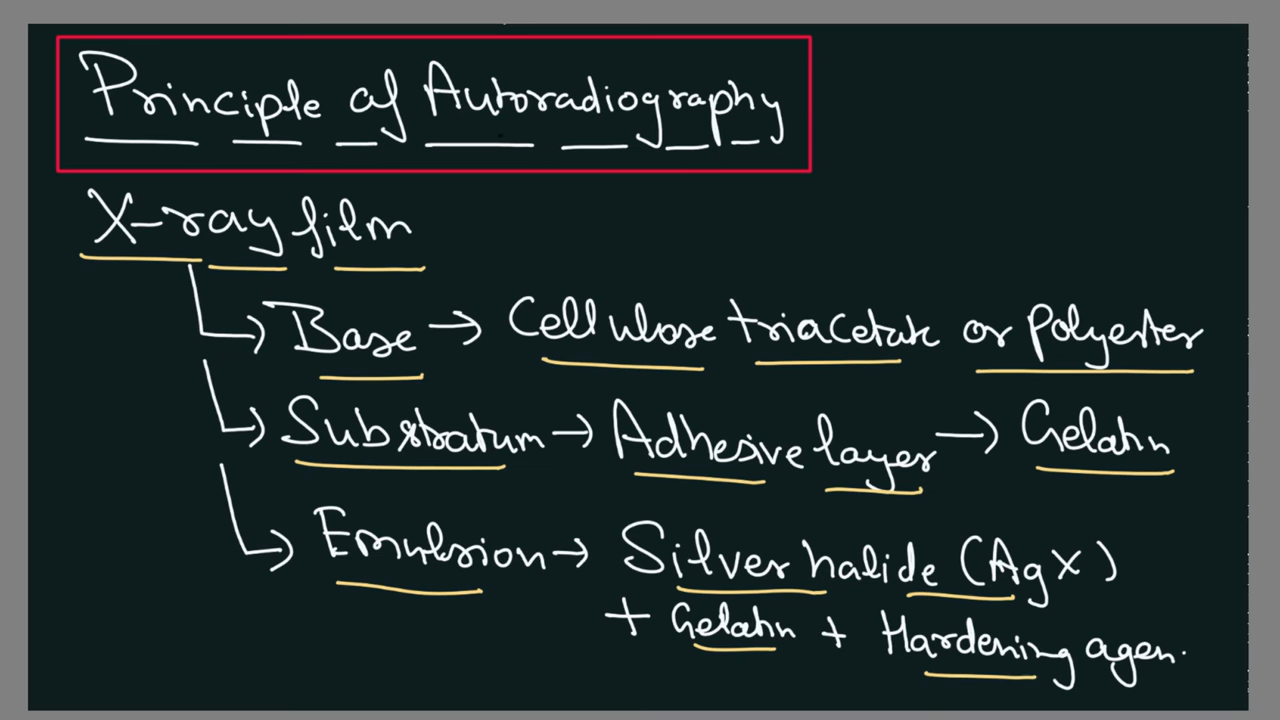 Principle of Autoradiography
X-ray film
Base → Cellulose triacetate or polyester
Substratum → Adhesive layer → Gelatin
Emulsion → Silver halide (AgX)
+ Gelatin + Hardening agen.